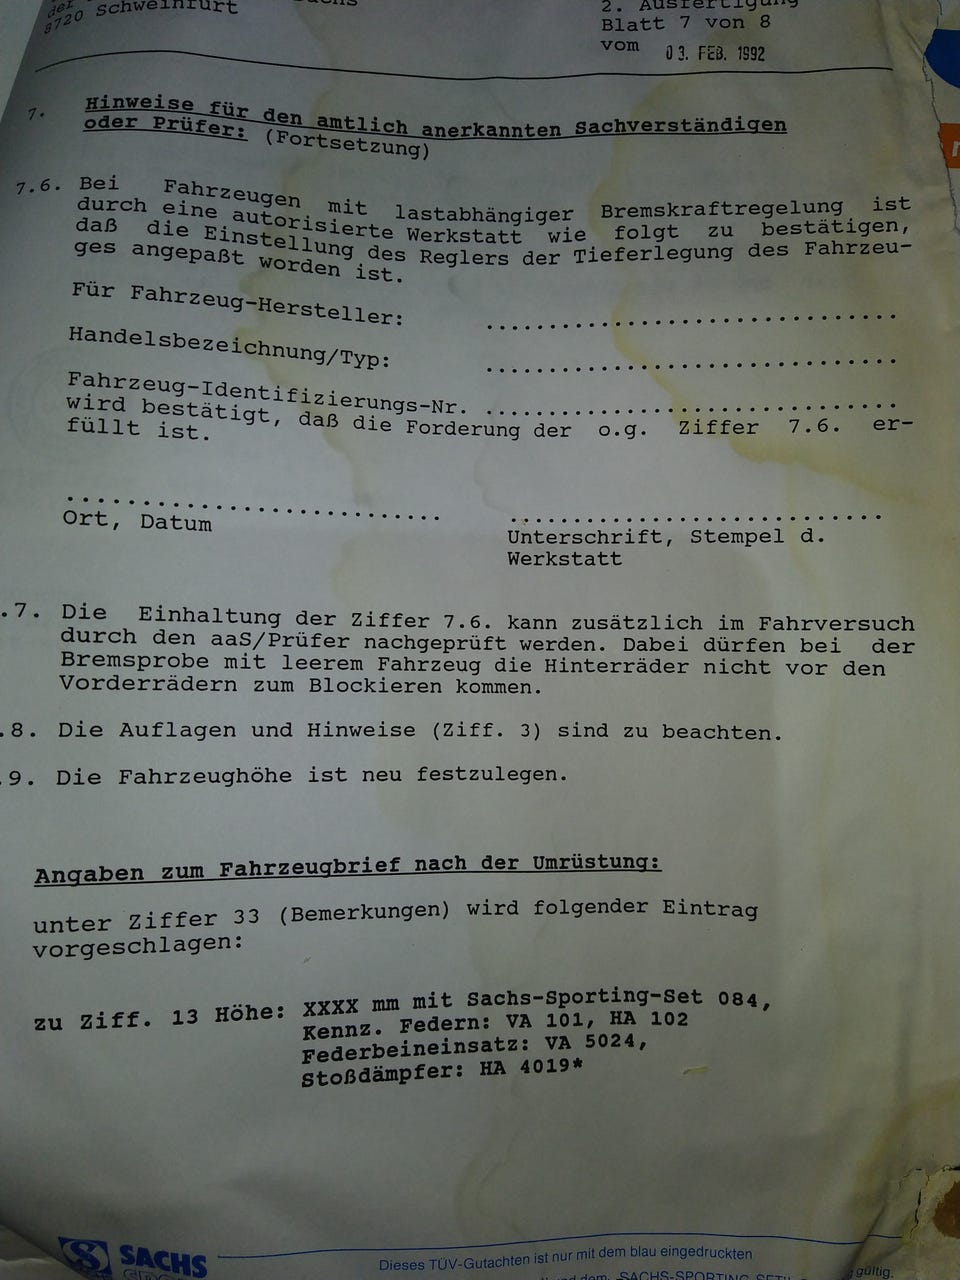 8720 Schweinfurt
2. Ausfertigung
Blatt 7 von 8
vom 03. FEB. 1992
7. Hinweise für den amtlich anerkannten Sachverständigen
oder Prüfer: (Fortsetzung)
7.6. Bei Fahrzeugen mit lastabhängiger Bremskraftregelung ist
durch eine autorisierte Werkstatt wie folgt zu bestätigen,
daß die Einstellung des Reglers der Tieferlegung des Fahrzeu-
ges angepaßt worden ist.
Für Fahrzeug-Hersteller: ................................
Handelsbezeichnung/Typ: ................................
Fahrzeug-Identifizierungs-Nr. ................................
wird bestätigt, daß die Forderung der o.g. Ziffer 7.6. er-
füllt ist.
.............................. ..............................
Ort, Datum
Unterschrift, Stempel d.
Werkstatt
.7. Die Einhaltung der Ziffer 7.6. kann zusätzlich im Fahrversuch
durch den aaS/Prüfer nachgeprüft werden. Dabei dürfen bei der
Bremsprobe mit leerem Fahrzeug die Hinterräder nicht vor den
Vorderrädern zum Blockieren kommen.
.8. Die Auflagen und Hinweise (Ziff. 3) sind zu beachten.
.9. Die Fahrzeughöhe ist neu festzulegen.
Angaben zum Fahrzeugbrief nach der Umrüstung:
unter Ziffer 33 (Bemerkungen) wird folgender Eintrag
vorgeschlagen:
zu Ziff. 13 Höhe: XXXX mm mit Sachs-Sporting-Set 084,
Kennz. Federn: VA 101, HA 102
Federbeineinsatz: VA 5024,
Stoßdämpfer: HA 4019*
SACHS
Dieses TÜV-Gutachten ist nur mit dem blau eingedruckten
und dem SACHS-SPORTING-SET gültig.